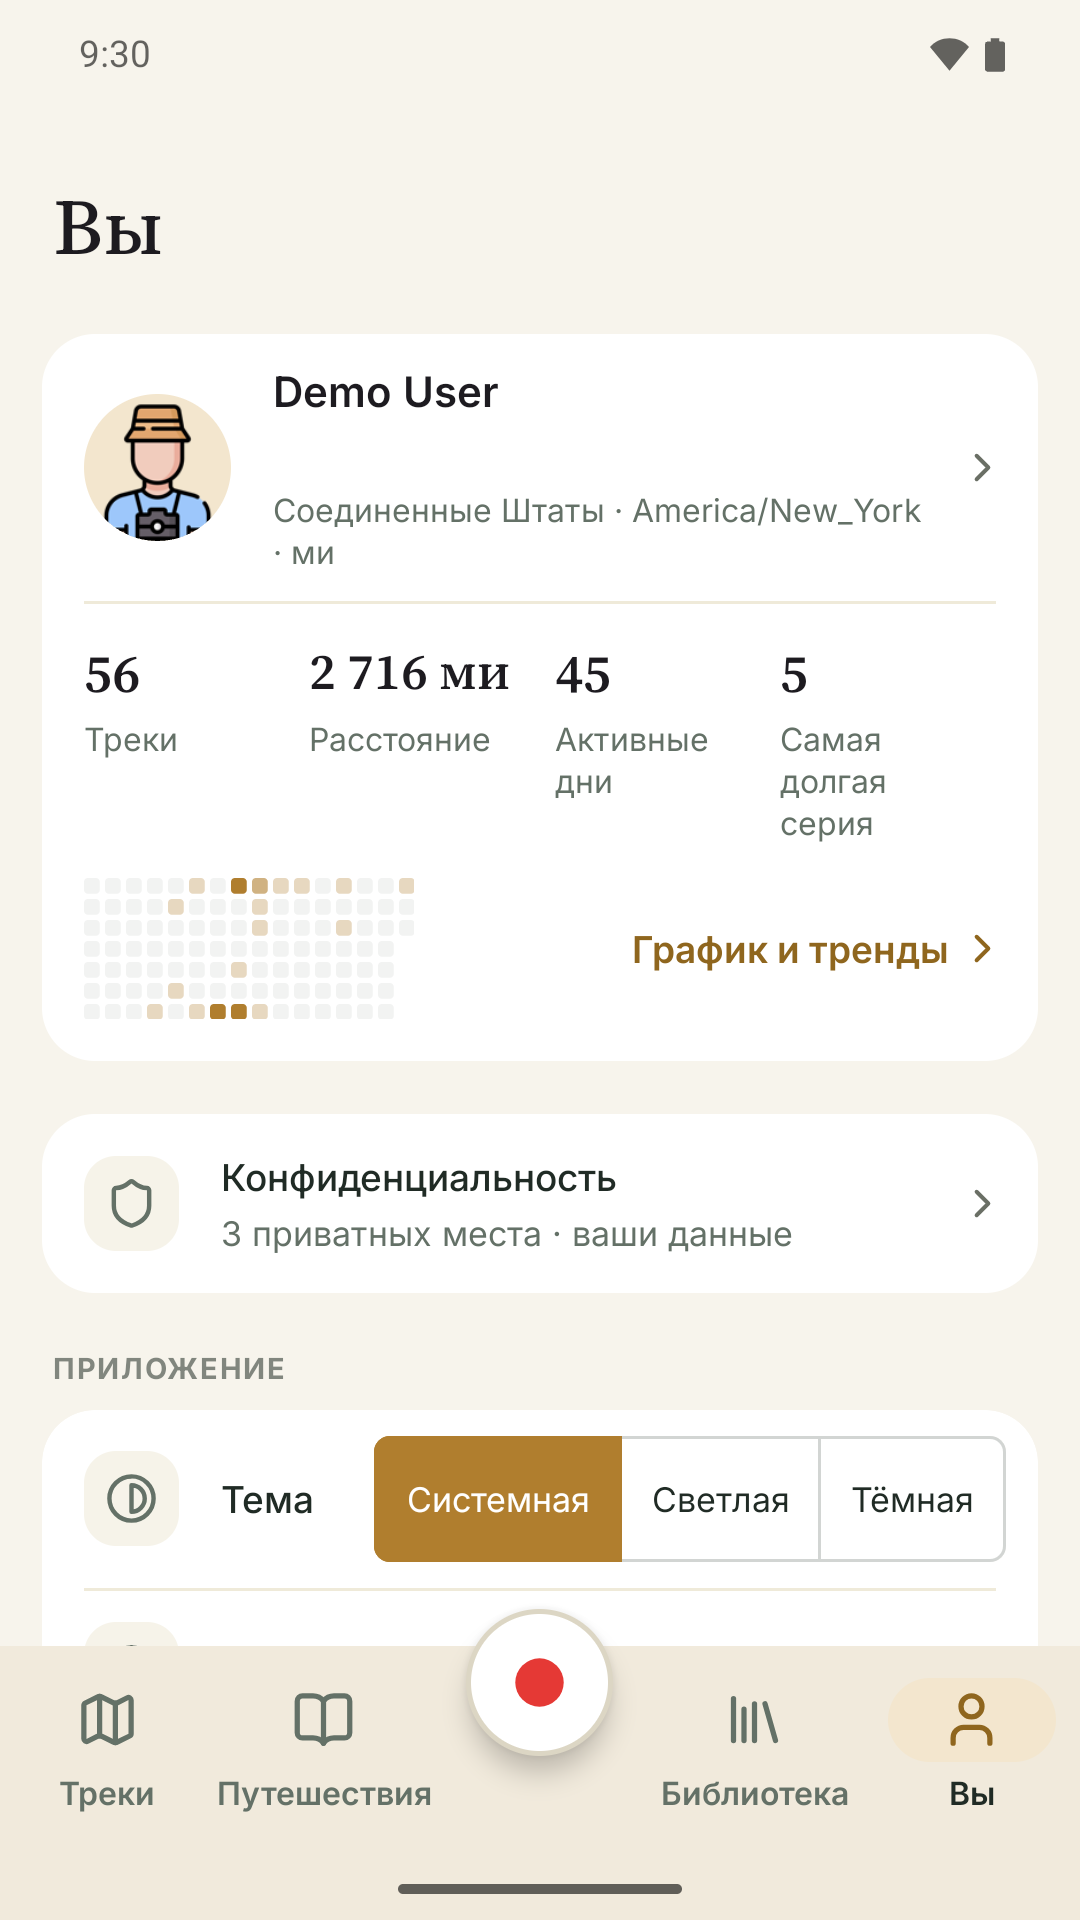 9:30
Вы
Demo User
Соединенные Штаты · America/New_York
· ми
56
Треки
2 716 ми
Расстояние
45
Активные
дни
5
Самая
долгая
серия
График и тренды
Конфиденциальность
3 приватных места · ваши данные
ПРИЛОЖЕНИЕ
Тема
Системная
Светлая
Тёмная
Треки
Путешествия
Библиотека
Вы